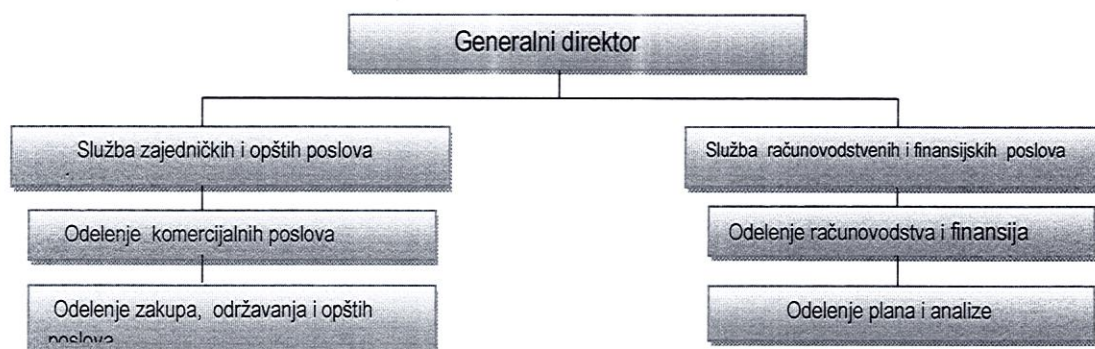 Generalni direktor
Služba zajedničkih i opštih poslova
Služba računovodstvenih i finansijskih poslova
Odelenje komercijalnih poslova
Odelenje računovodstva i finansija
Odelenje zakupa, održavanja i opštih
poslova
Odelenje plana i analize